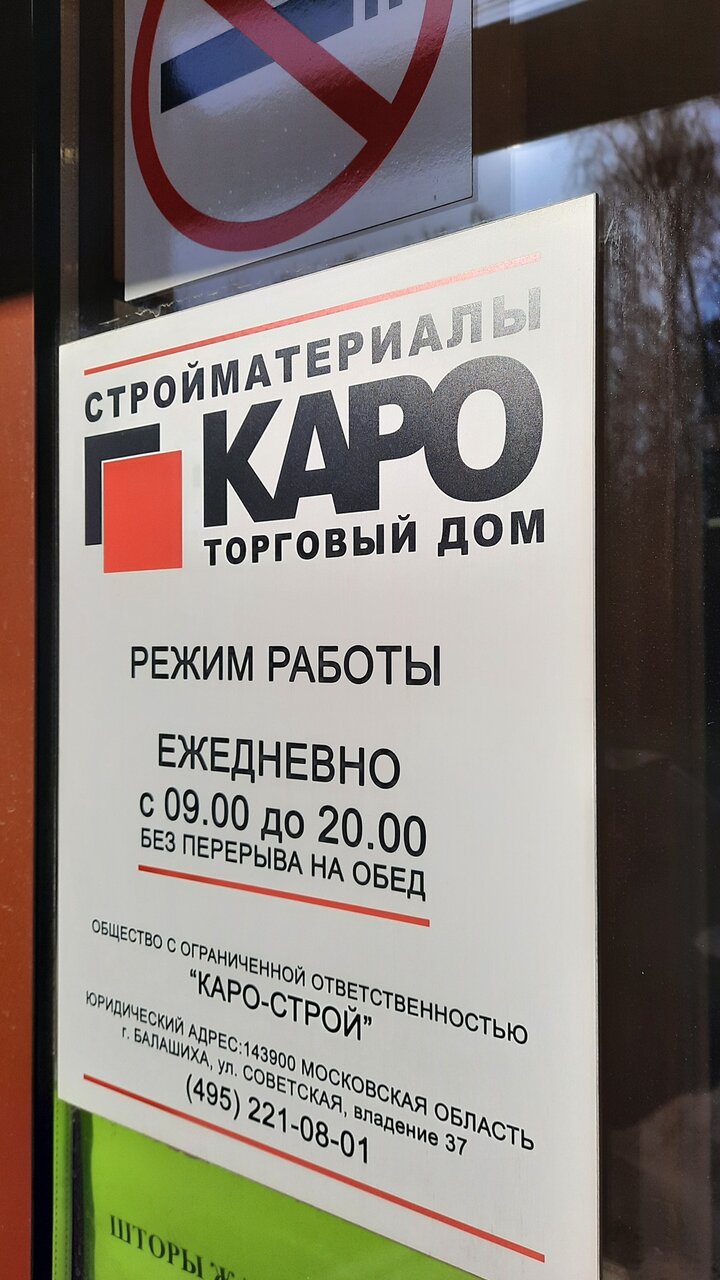 СТРОЙМАТЕРИАЛЫ
КАРО
ТОРГОВЫЙ ДОМ
РЕЖИМ РАБОТЫ
ЕЖЕДНЕВНО
с 09.00 до 20.00
БЕЗ ПЕРЕРЫВА НА ОБЕД
ОБЩЕСТВО С ОГРАНИЧЕННОЙ ОТВЕТСТВЕННОСТЬЮ
“КАРО-СТРОЙ”
ЮРИДИЧЕСКИЙ АДРЕС:143900 МОСКОВСКАЯ ОБЛАСТЬ
г. БАЛАШИХА, ул. СОВЕТСКАЯ, владение 37
(495) 221-08-01
ШТОРЫ